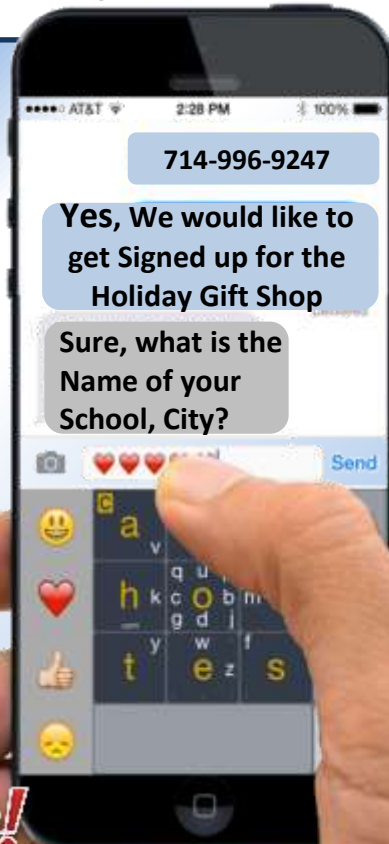 AT&T 2:28 PM 100%
714-996-9247
Yes, We would like to
get Signed up for the
Holiday Gift Shop
Sure, what is the
Name of your
School, City?
Send
C
a
v
q u
h k c o b m
g d j
y w f
t e z s
!